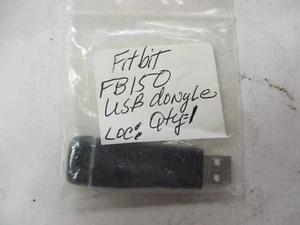 Fitbit
FB150
USB dongle
LOC: Qty=1